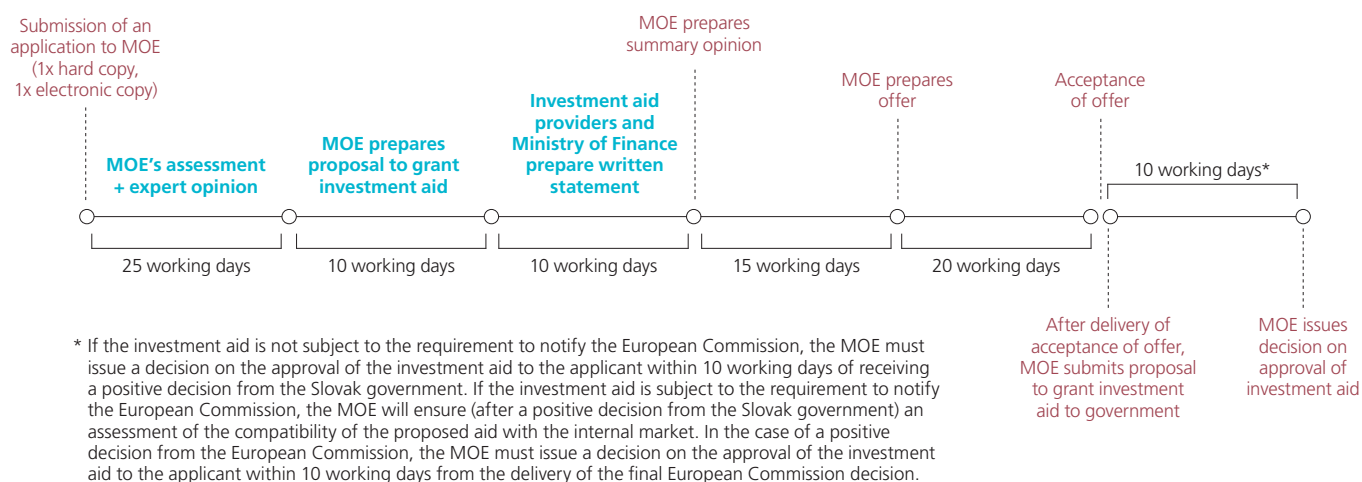 Submission of an
application to MOE
(1x hard copy,
1x electronic copy)
MOE prepares
summary opinion
MOE prepares
offer
Acceptance
of offer
MOE's assessment
+ expert opinion
MOE prepares
proposal to grant
investment aid
Investment aid
providers and
Ministry of Finance
prepare written
statement
10 working days*
25 working days
10 working days
10 working days
15 working days
20 working days
After delivery of
acceptance of offer,
MOE submits proposal
to grant investment
aid to government
MOE issues
decision on
approval of
investment aid
* If the investment aid is not subject to the requirement to notify the European Commission, the MOE must
issue a decision on the approval of the investment aid to the applicant within 10 working days of receiving
a positive decision from the Slovak government. If the investment aid is subject to the requirement to notify
the European Commission, the MOE will ensure (after a positive decision from the Slovak government) an
assessment of the compatibility of the proposed aid with the internal market. In the case of a positive
decision from the European Commission, the MOE must issue a decision on the approval of the investment
aid to the applicant within 10 working days from the delivery of the final European Commission decision.